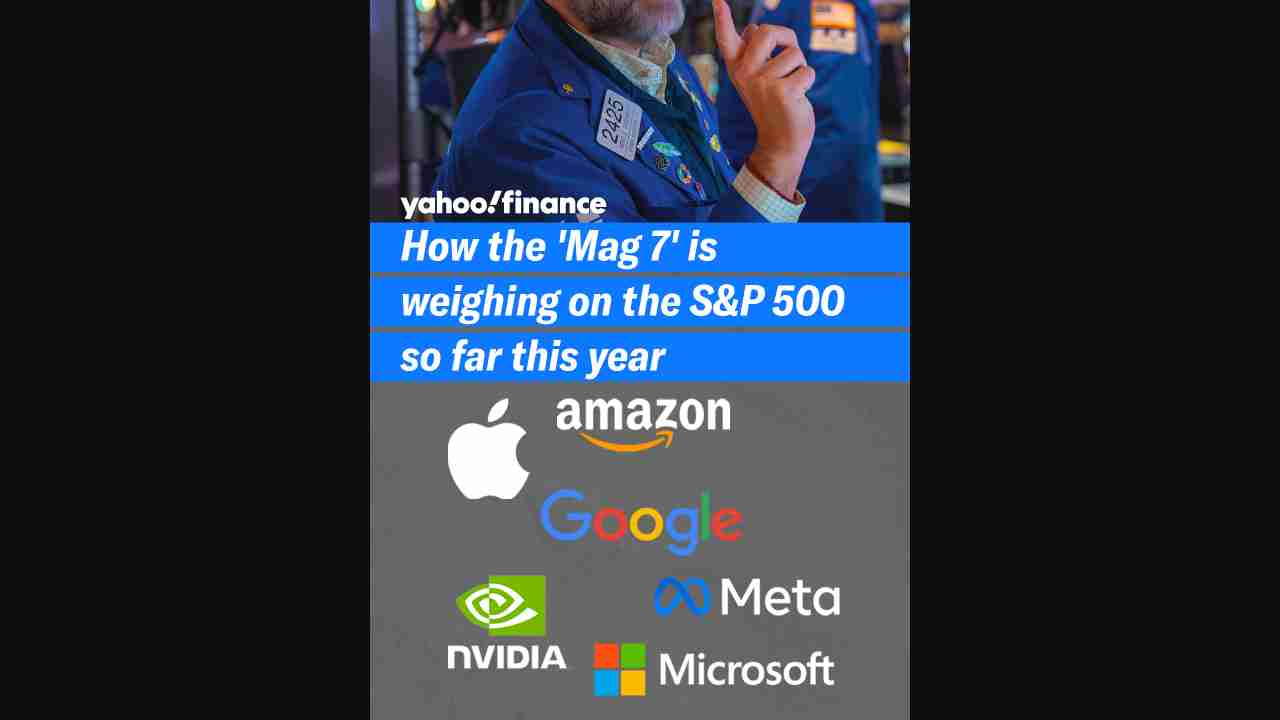 2425
yahoo!finance
How the 'Mag 7' is
weighing on the S&P 500
so far this year
amazon
Google
Meta
NVIDIA
Microsoft